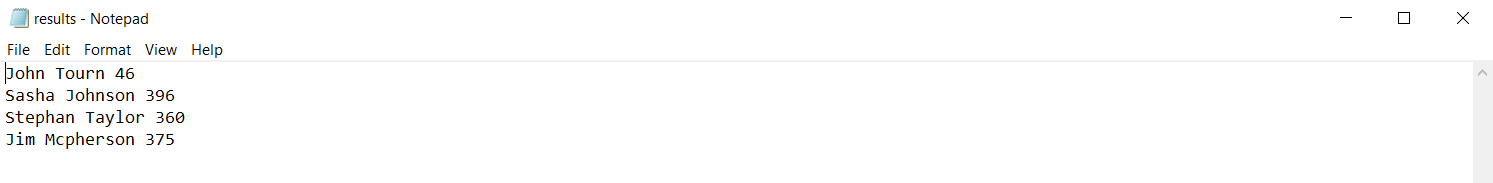 results - Notepad
File Edit Format View Help
John Tourn 46
Sasha Johnson 396
Stephan Taylor 360
Jim Mcpherson 375